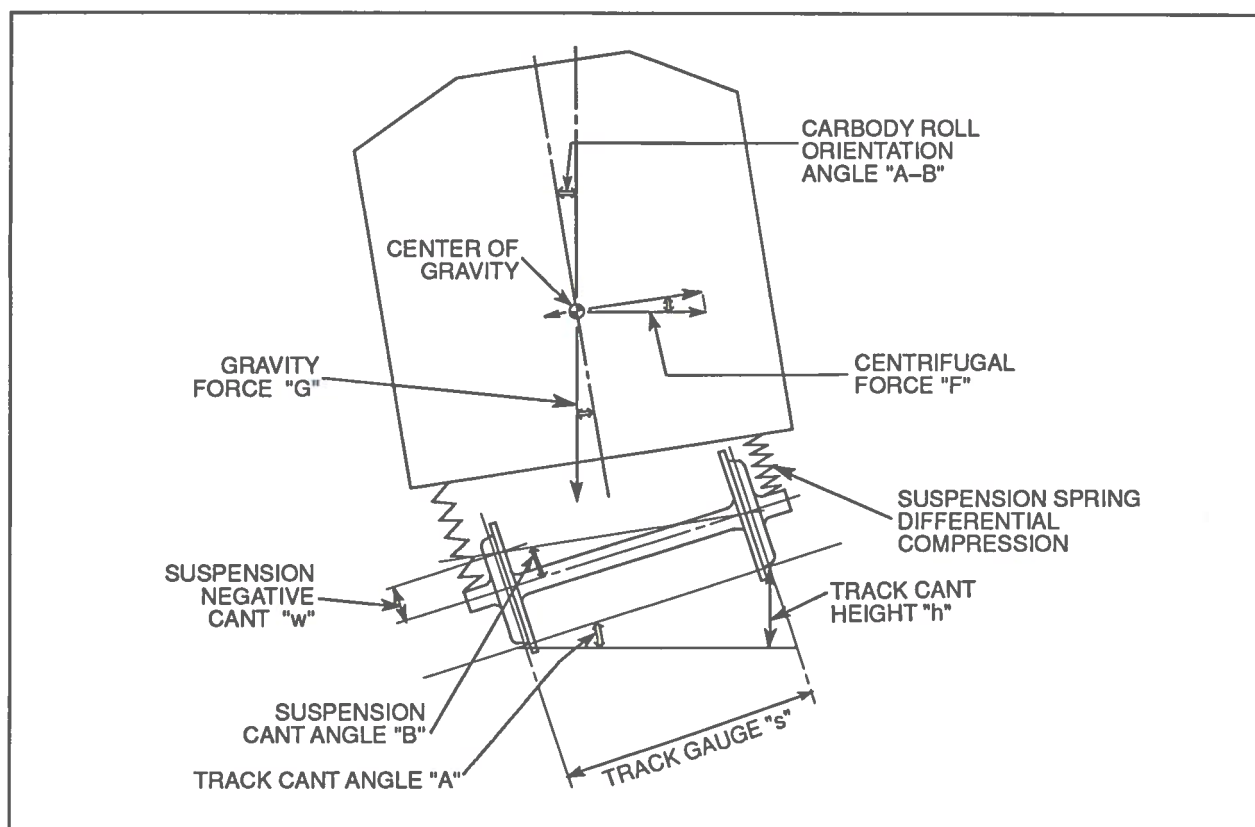 CARBODY ROLL
ORIENTATION
ANGLE "A–B"
CENTER OF
GRAVITY
GRAVITY
FORCE "G"
CENTRIFUGAL
FORCE "F"
SUSPENSION SPRING
DIFFERENTIAL
COMPRESSION
SUSPENSION
NEGATIVE
CANT "w"
TRACK CANT
HEIGHT "h"
SUSPENSION
CANT ANGLE "B"
TRACK GAUGE "s"
TRACK CANT ANGLE "A"